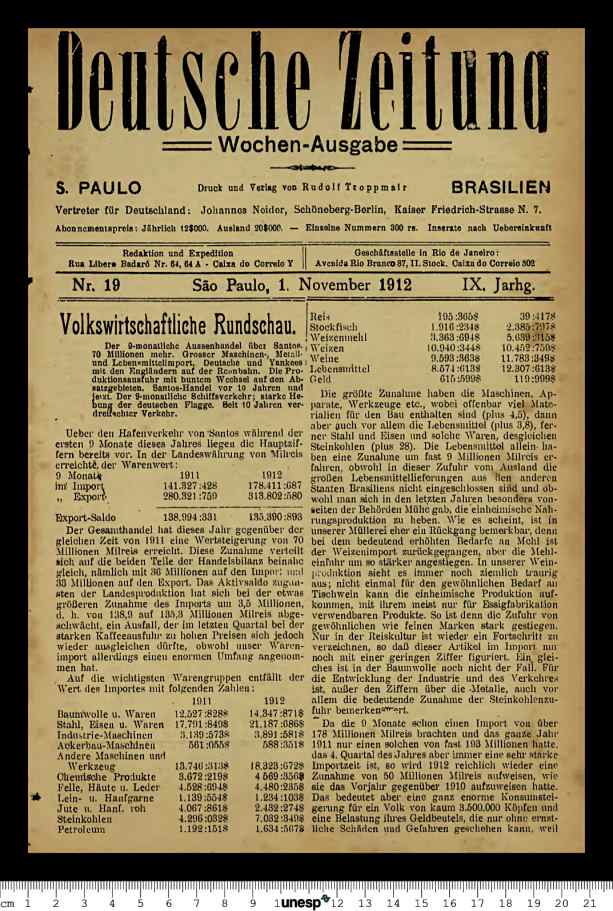 Deutsche Zeitung
Wochen-Ausgabe
S. PAULO
Druck und Verlag von Rudolf Troppmair
BRASILIEN
Vertreter für Deutschland: Johannes Neider, Schöneberg-Berlin, Kaiser Friedrich-Strasse N. 7.
Abonnementspreis: Jährlich 12$000. Ausland 20$000. — Einzelne Nummern 300 rs. Inserate nach Uebereinkunft
Redaktion und Expedition
Rua Libero Badaró Nr. 64, 64 A - Caixa do Correio Y
Geschäftsstelle in Rio de Janeiro:
Avenida Rio Branco 87, II. Stock. Caixa do Correio 302
Nr. 19
São Paulo, 1. November 1912
IX. Jarhg.
Volkswirtschaftliche Rundschau.
Der 9-monatliche Aussenhandel über Santos.
70 Millionen mehr. Grosser Maschinen-, Metall-
und Lebensmittelimport, Deutsche und Yankees
mit den Engländern auf der Rennbahn. Die Pro-
duktionsausfuhr mit buntem Wechsel auf den Ab-
satzgebieten. Santos-Handel vor 10 Jahren und
jetzt. Der 9-monatliche Schiffsverkehr; starke He-
bung der deutschen Flagge. Seit 10 Jahren ver-
dreifachter Verkehr.
Ueber den Hafenverkehr von Santos während der
ersten 9 Monate dieses Jahres liegen die Hauptzif-
fern bereits vor. In der Landeswährung von Milreis
erreichte, der Warenwert:
9 Monate 1911 1912
im Import 141.327:428 178.411:687
„ Export 280.321:759 313.802:580
Export-Saldo 138.994:331 135.390:893
Der Gesamthandel hat dieses Jahr gegenüber der
gleichen Zeit von 1911 eine Wertsteigerung von 70
Millionen Milreis erreicht. Diese Zunahme verteilt
sich auf die beiden Teile der Handelsbilanz beinahe
gleich, nämlich mit 36 Millionen auf den Import und
33 Millionen auf den Export. Das Aktivsaldo zugun-
sten der Landesproduktion hat sich bei der etwas
größeren Zunahme des Imports um 3,5 Millionen,
d. h. von 138,9 auf 135,3 Millionen Milreis abge-
schwächt, ein Ausfall, der im letzten Quartal bei der
starken Kaffeeausfuhr zu hohen Preisen sich jedoch
wieder ausgleichen dürfte, obwohl unser Waren-
import allerdings einen enormen Umfang angenom-
men hat.
Auf die wichtigsten Warengruppen entfällt der
Wert des Importes mit folgenden Zahlen:
1911 1912
Baumwolle u. Waren 12.527:828$ 14.347:871$
Stahl, Eisen u. Waren 17.791:849$ 21.187:686$
Industrie-Maschinen 3.139:573$ 3.891:581$
Ackerbau-Maschinen 561:055$ 588:351$
Andere Maschinen und
Werkzeug 13.746:313$ 18.323:672$
Chemische Produkte 3.672:219$ 4 569:356$
Felle, Häute u. Leder 4.528:694$ 4.480:235$
Lein- u. Hanfgarne 1.139:554$ 1.234:103$
Jute u. Hanf. roh 4.067:861$ 2.432:274$
Steinkohlen 4.296:032$ 7.032:349$
Petroleum 1.192:151$ 1.634:567$
Reis 195:365$ 39:417$
Stockfisch 1.916:234$ 2.385:797$
Weizenmehl 3.363:694$ 5.039:315$
Weizen 10.940:344$ 10.452:759$
Weine 9.593:363$ 11.783:349$
Lebensmittel 8.574:613$ 12.307:613$
Geld 615:599$ 119:999$
Die größte Zunahme haben die Maschinen, Ap-
parate, Werkzeuge etc., wobei offenbar viel Mate-
rialien für den Bau enthalten sind (plus 4,5), dann
aber auch vor allem die Lebensmittel (plus 3,8), fer-
ner Stahl und Eisen und solche Waren, desgleichen
Steinkohlen (plus 28). Die Lebensmittel allein ha-
ben eine Zunahme um fast 9 Millionen Milreis er-
fahren, obwohl in dieser Zufuhr vom Ausland die
großen Lebensmittellieferungen aus den anderen
Staaten Brasiliens nicht eingeschlossen sind und ob-
wohl man sich in den letzten Jahren besonders von-
seiten der Behörden Mühe gab, die einheimische Nah-
rungsproduktion zu heben. Wie es scheint, ist in
unserer Müllerei eher ein Rückgang bemerkbar, denn
bei dem bedeutend erhöhten Bedarfe an Mehl ist
der Weizenimport zurückgegangen, aber die Mehl-
einfuhr um so stärker angestiegen. In unserer Wein-
produktion sieht es immer noch ziemlich traurig
aus; nicht einmal für den gewöhnlichen Bedarf an
Tischwein kann die einheimische Produktion auf-
kommen, mit ihrem meist nur für Essigfabrikation
verwendbaren Produkte. So ist denn die Zufuhr von
gewöhnlichen wie feinen Marken stark gestiegen.
Nur in der Reiskultur ist wieder ein Fortschritt zu
verzeichnen, so daß dieser Artikel im Import nur
noch mit einer geringen Ziffer figuriert. Ein glei-
ches ist in der Baumwolle noch nicht der Fall. Für
die Entwicklung der Industrie und des Verkehres
ist, außer den Ziffern über die Metalle, auch vor
allem die bedeutende Zunahme der Steinkohlenzu-
fuhr bemerkenswert.
Da die 9 Monate schon einen Import von über
178 Millionen Milreis brachten und das ganze Jahr
1911 nur einen solchen von fast 193 Millionen hatte,
das 4. Quartal des Jahres aber immer eine sehr starke
Importzeit ist, so wird 1912 reichlich wieder eine
Zunahme von 50 Millionen Milreis aufweisen, wie
sie das Vorjahr gegenüber 1910 aufzuweisen hatte.
Das bedeutet aber eine ganz enorme Konsumstei-
gerung für ein Volk von kaum 3.500.000 Köpfen und
eine Belastung ihres Geldbeutels, die nur ohne ernst-
liche Schäden und Gefahren geschehen kann, weil
cm 1 2 3 4 5 6 7 8 9 10 unesp 12 13 14 15 16 17 18 19 20 21